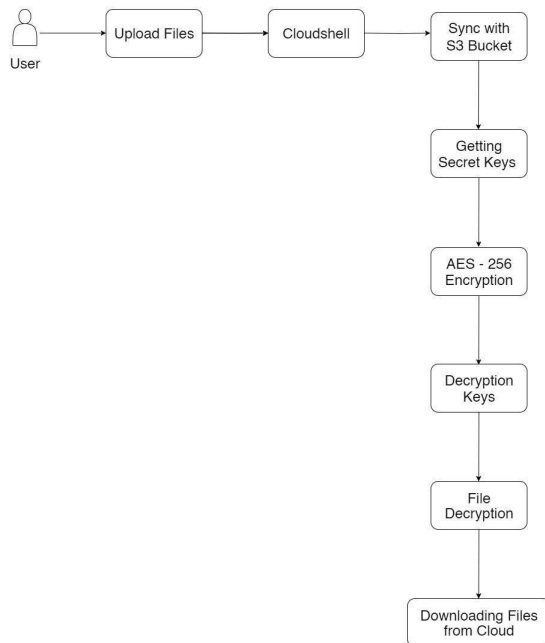 User
Upload Files
Cloudshell
Sync with
S3 Bucket
Getting
Secret Keys
AES - 256
Encryption
Decryption
Keys
File
Decryption
Downloading Files
from Cloud